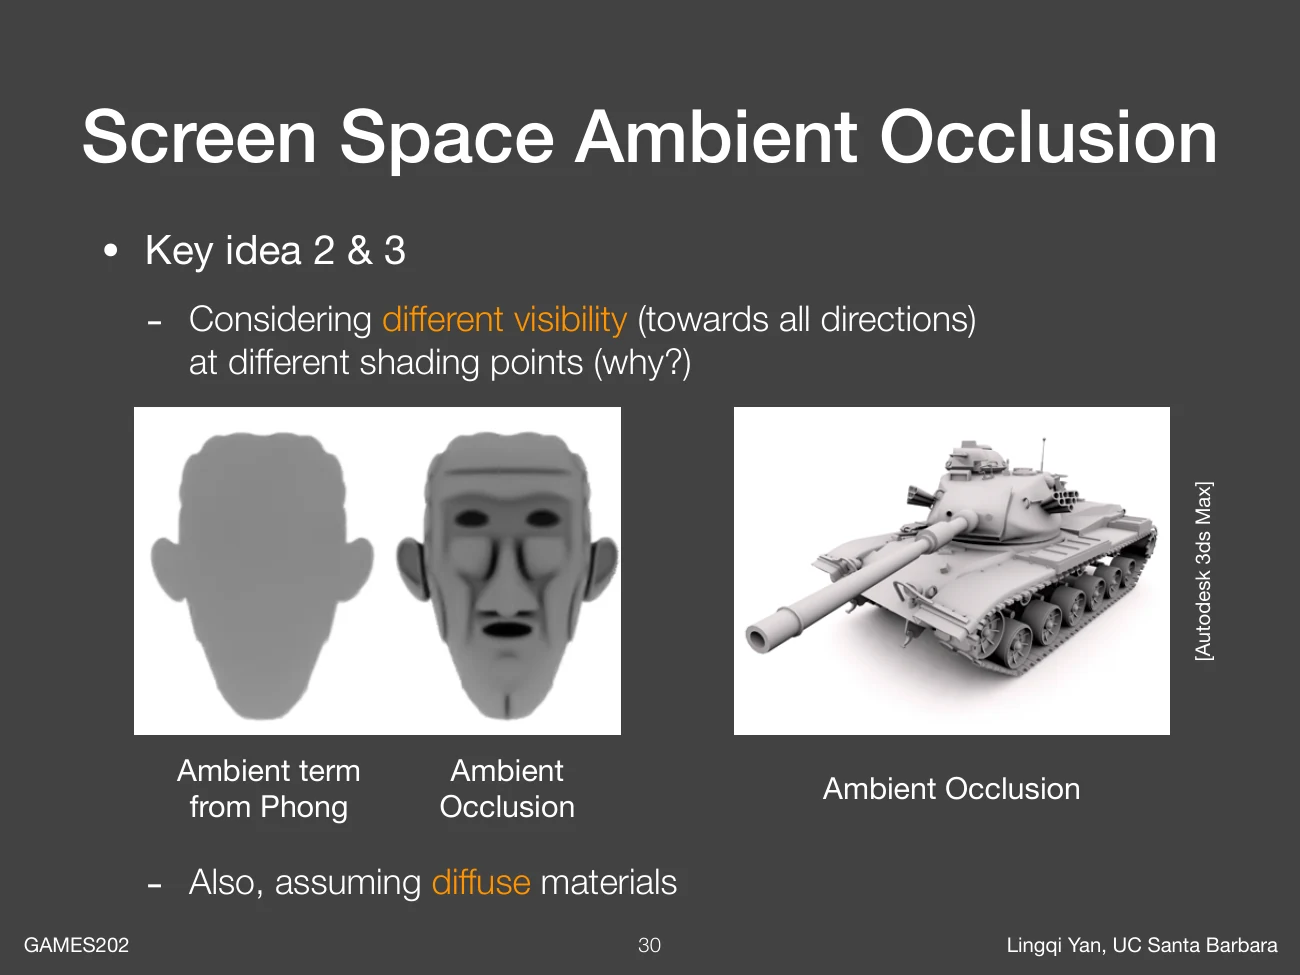 Screen Space Ambient Occlusion
• Key idea 2 & 3
- Considering different visibility (towards all directions)
at different shading points (why?)
[Autodesk 3ds Max]
Ambient term
from Phong
Ambient
Occlusion
Ambient Occlusion
- Also, assuming diffuse materials
GAMES202
30
Lingqi Yan, UC Santa Barbara